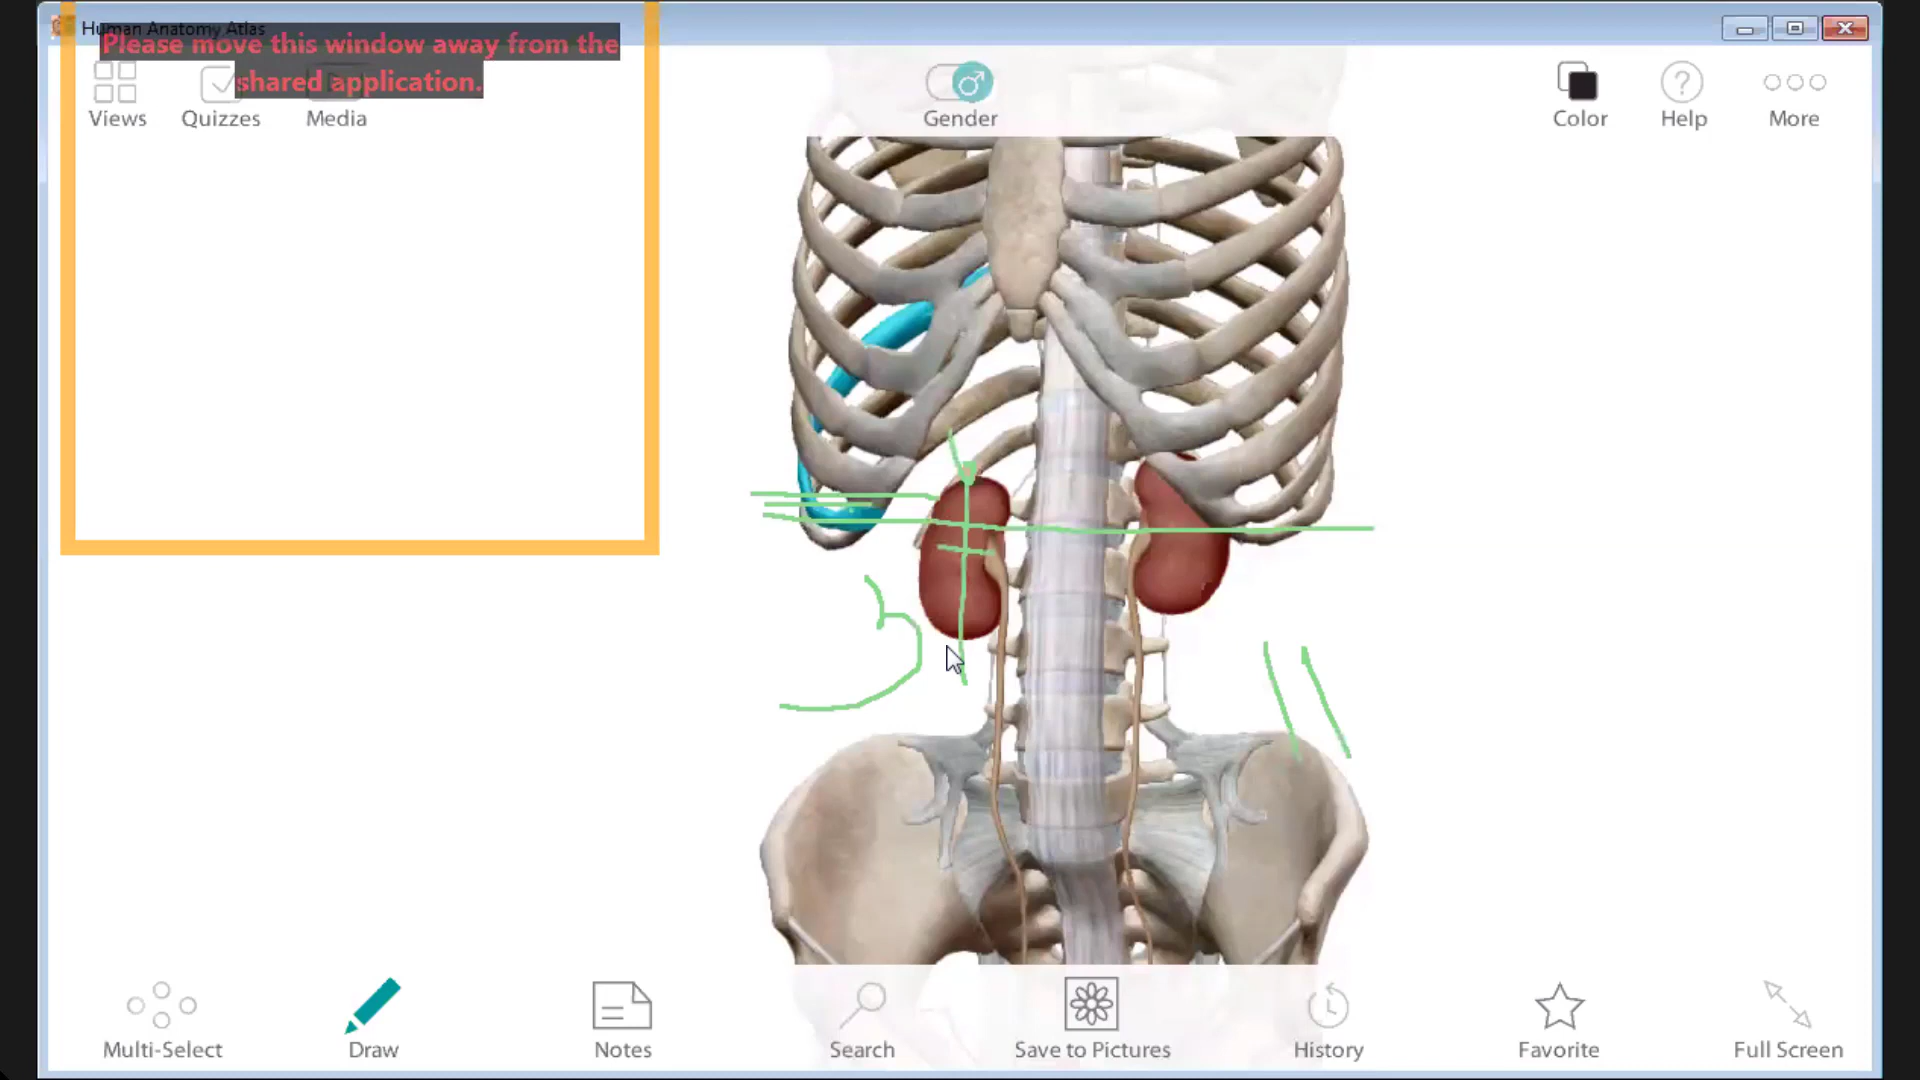 Human Anatomy Atlas
Please move this window away from the
shared application.
Views
Quizzes
Media
Gender
Color
Help
More
Multi-Select
Draw
Notes
Search
Save to Pictures
History
Favorite
Full Screen